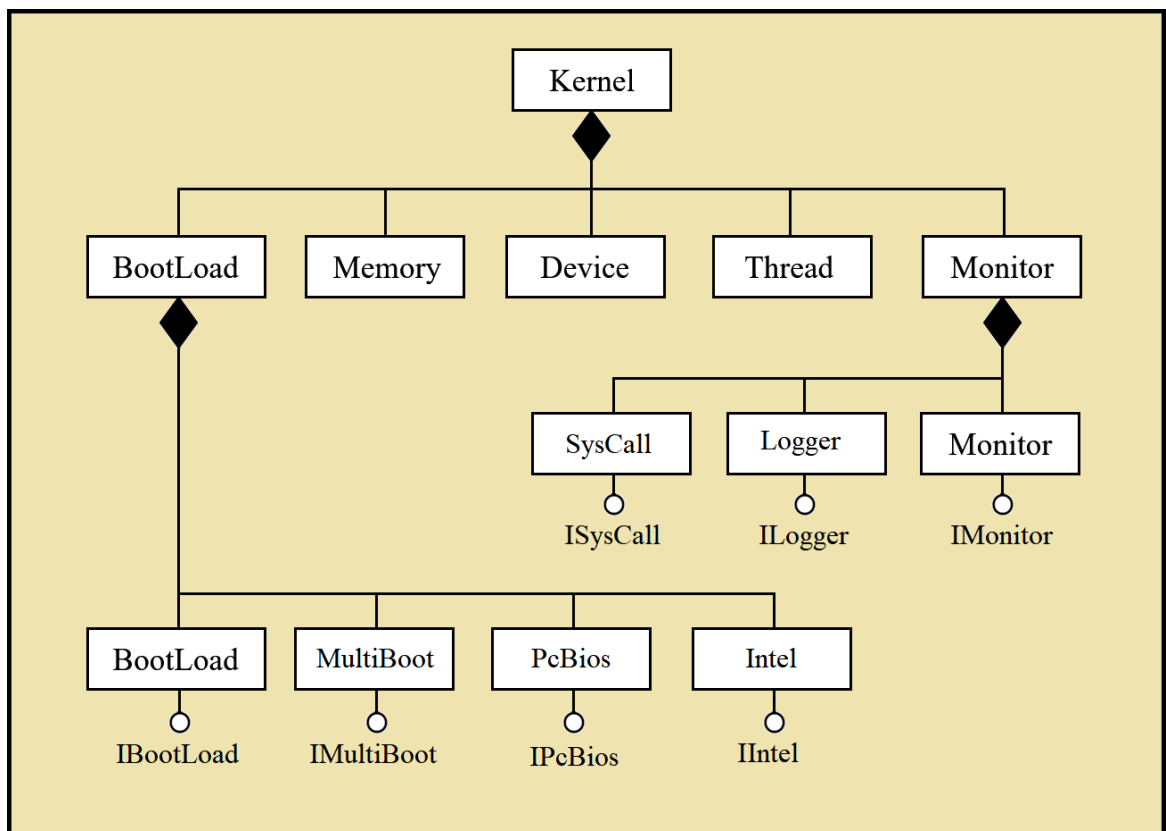 Kernel
BootLoad Memory Device Thread Monitor
SysCall Logger Monitor
ISysCall ILogger IMonitor
BootLoad MultiBoot PcBios Intel
IBootLoad IMultiBoot IPcBios IIntel